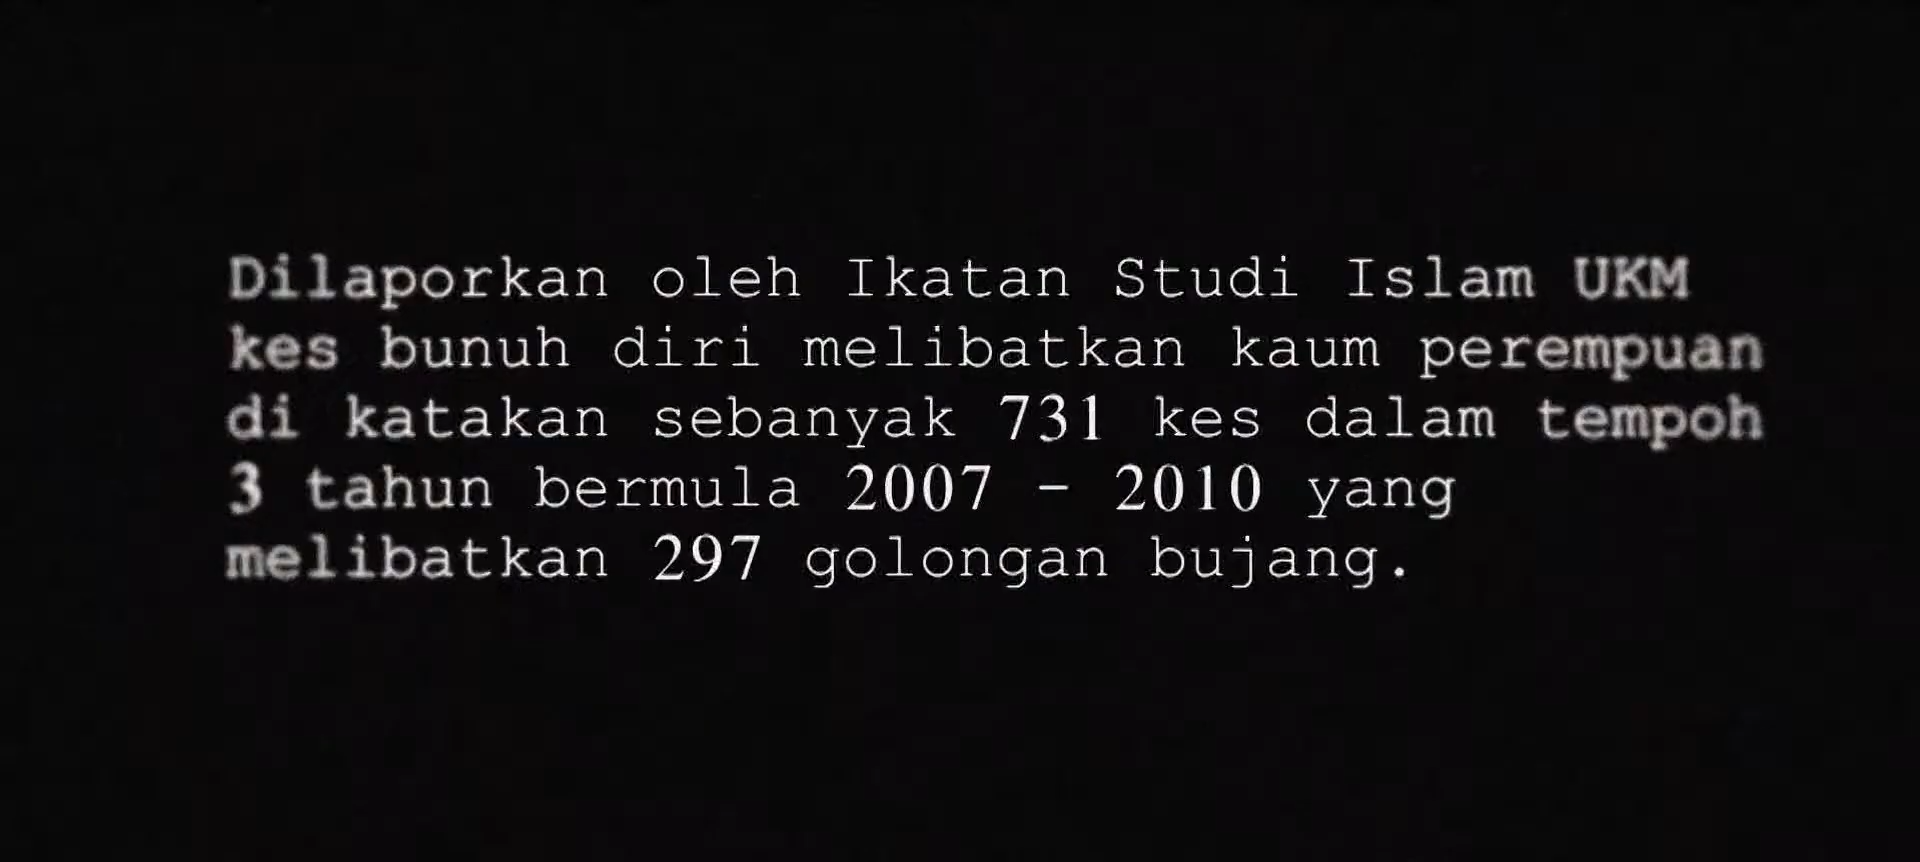 Dilaporkan oleh Ikatan Studi Islam UKM
kes bunuh diri melibatkan kaum perempuan
di katakan sebanyak 731 kes dalam tempoh
3 tahun bermula 2007 - 2010 yang
melibatkan 297 golongan bujang.